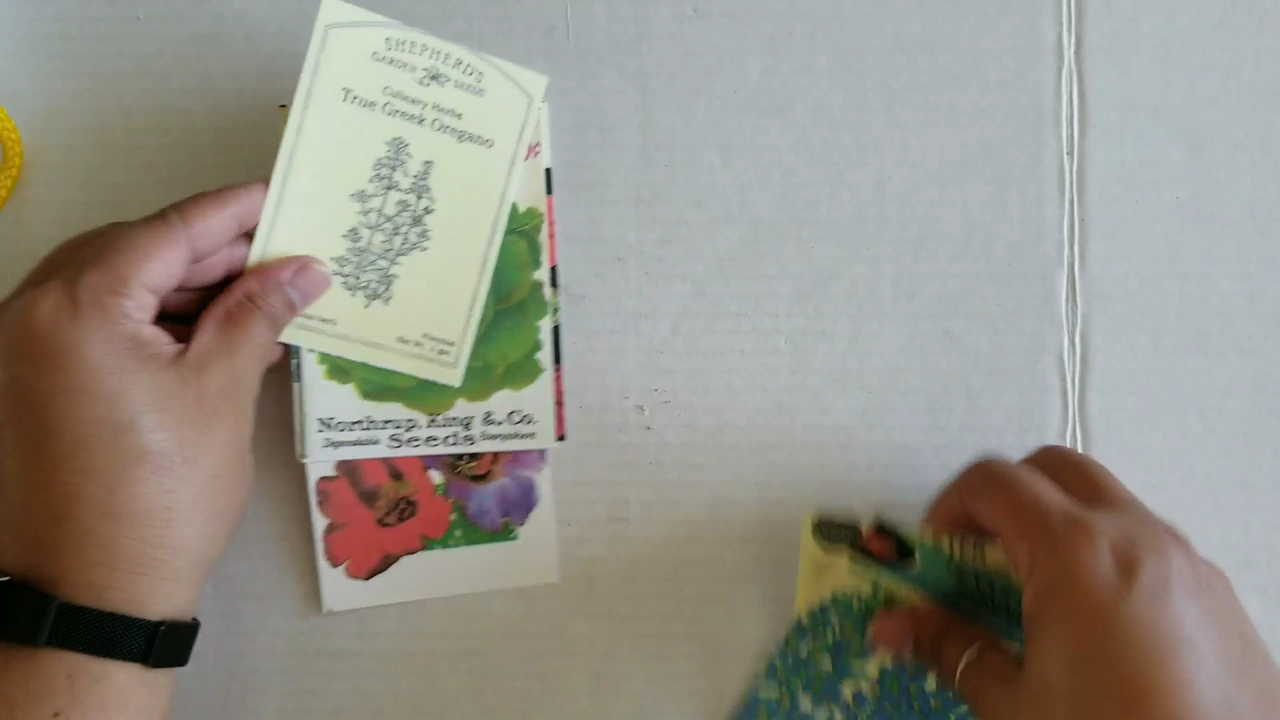 SHEPHERD'S
GARDEN SEEDS
Culinary Herbs
True Greek Oregano
Northrup, King & Co.
Seeds